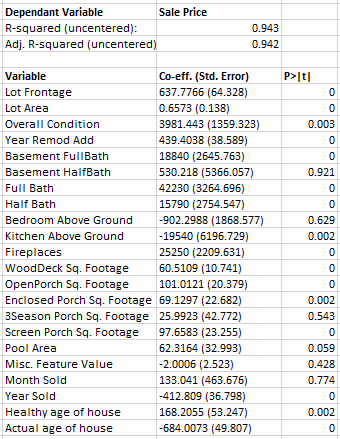 Dependant Variable Sale Price
R-squared (uncentered): 0.943
Adj. R-squared (uncentered) 0.942
Variable Co-eff. (Std. Error) P>|t|
Lot Frontage 637.7766 (64.328) 0
Lot Area 0.6573 (0.138) 0
Overall Condition 3981.443 (1359.323) 0.003
Year Remod Add 439.4038 (38.589) 0
Basement FullBath 18840 (2645.763) 0
Basement HalfBath 530.218 (5366.057) 0.921
Full Bath 42230 (3264.696) 0
Half Bath 15790 (2754.547) 0
Bedroom Above Ground -902.2988 (1868.577) 0.629
Kitchen Above Ground -19540 (6196.729) 0.002
Fireplaces 25250 (2209.631) 0
WoodDeck Sq. Footage 60.5109 (10.741) 0
OpenPorch Sq. Footage 101.0121 (20.379) 0
Enclosed Porch Sq. Footage 69.1297 (22.682) 0.002
3Season Porch Sq. Footage 25.9923 (42.772) 0.543
Screen Porch Sq. Footage 97.6583 (23.255) 0
Pool Area 62.3164 (32.993) 0.059
Misc. Feature Value -2.0006 (2.523) 0.428
Month Sold 133.041 (463.676) 0.774
Year Sold -412.809 (36.798) 0
Healthy age of house 168.2055 (53.247) 0.002
Actual age of house -684.0073 (49.807) 0